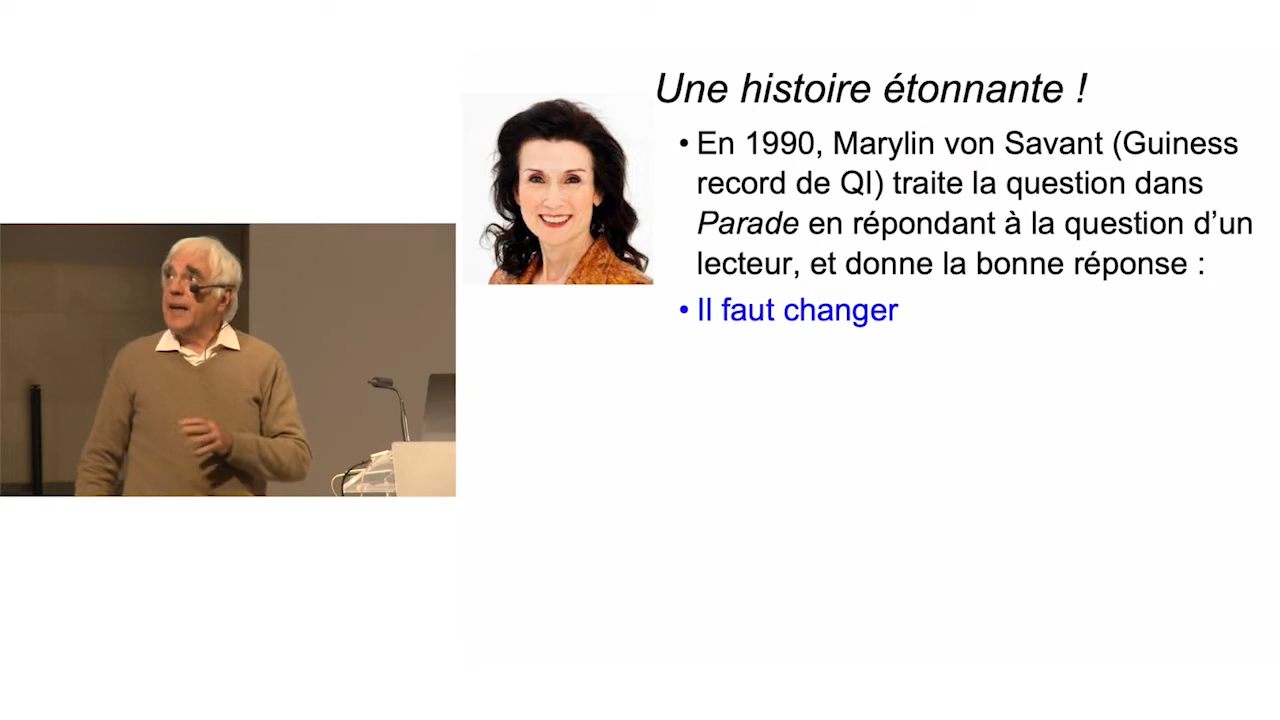 Une histoire étonnante !
• En 1990, Marylin von Savant (Guiness
record de QI) traite la question dans
Parade en répondant à la question d’un
lecteur, et donne la bonne réponse :
• Il faut changer